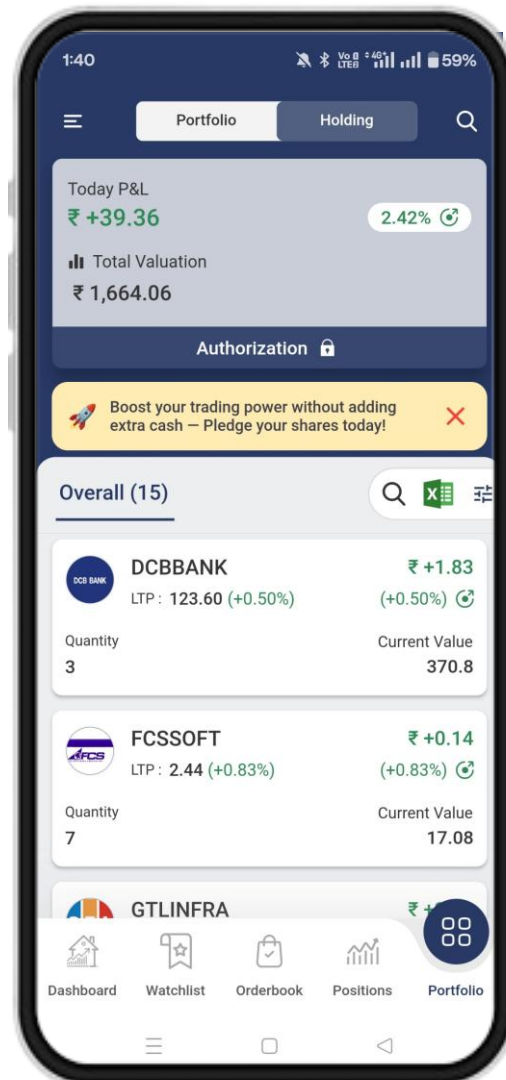 1:40 Vo LTE 4G 59%
Portfolio Holding
Today P&L
₹ +39.36 2.42%
Total Valuation
₹ 1,664.06
Authorization
Boost your trading power without adding
extra cash — Pledge your shares today!
Overall (15)
DCB BANK DCBBANK ₹ +1.83
LTP : 123.60 (+0.50%) (+0.50%)
Quantity Current Value
3 370.8
FCS FCSSOFT ₹ +0.14
LTP : 2.44 (+0.83%) (+0.83%)
Quantity Current Value
7 17.08
GTLINFRA ₹
Dashboard Watchlist Orderbook Positions Portfolio